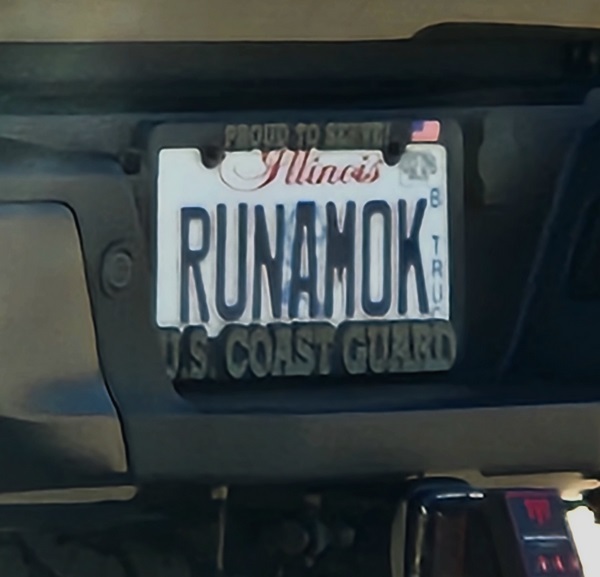 PROUD TO SERVE!
Illinois
RUNAMOK
B TRU
U.S. COAST GUARD